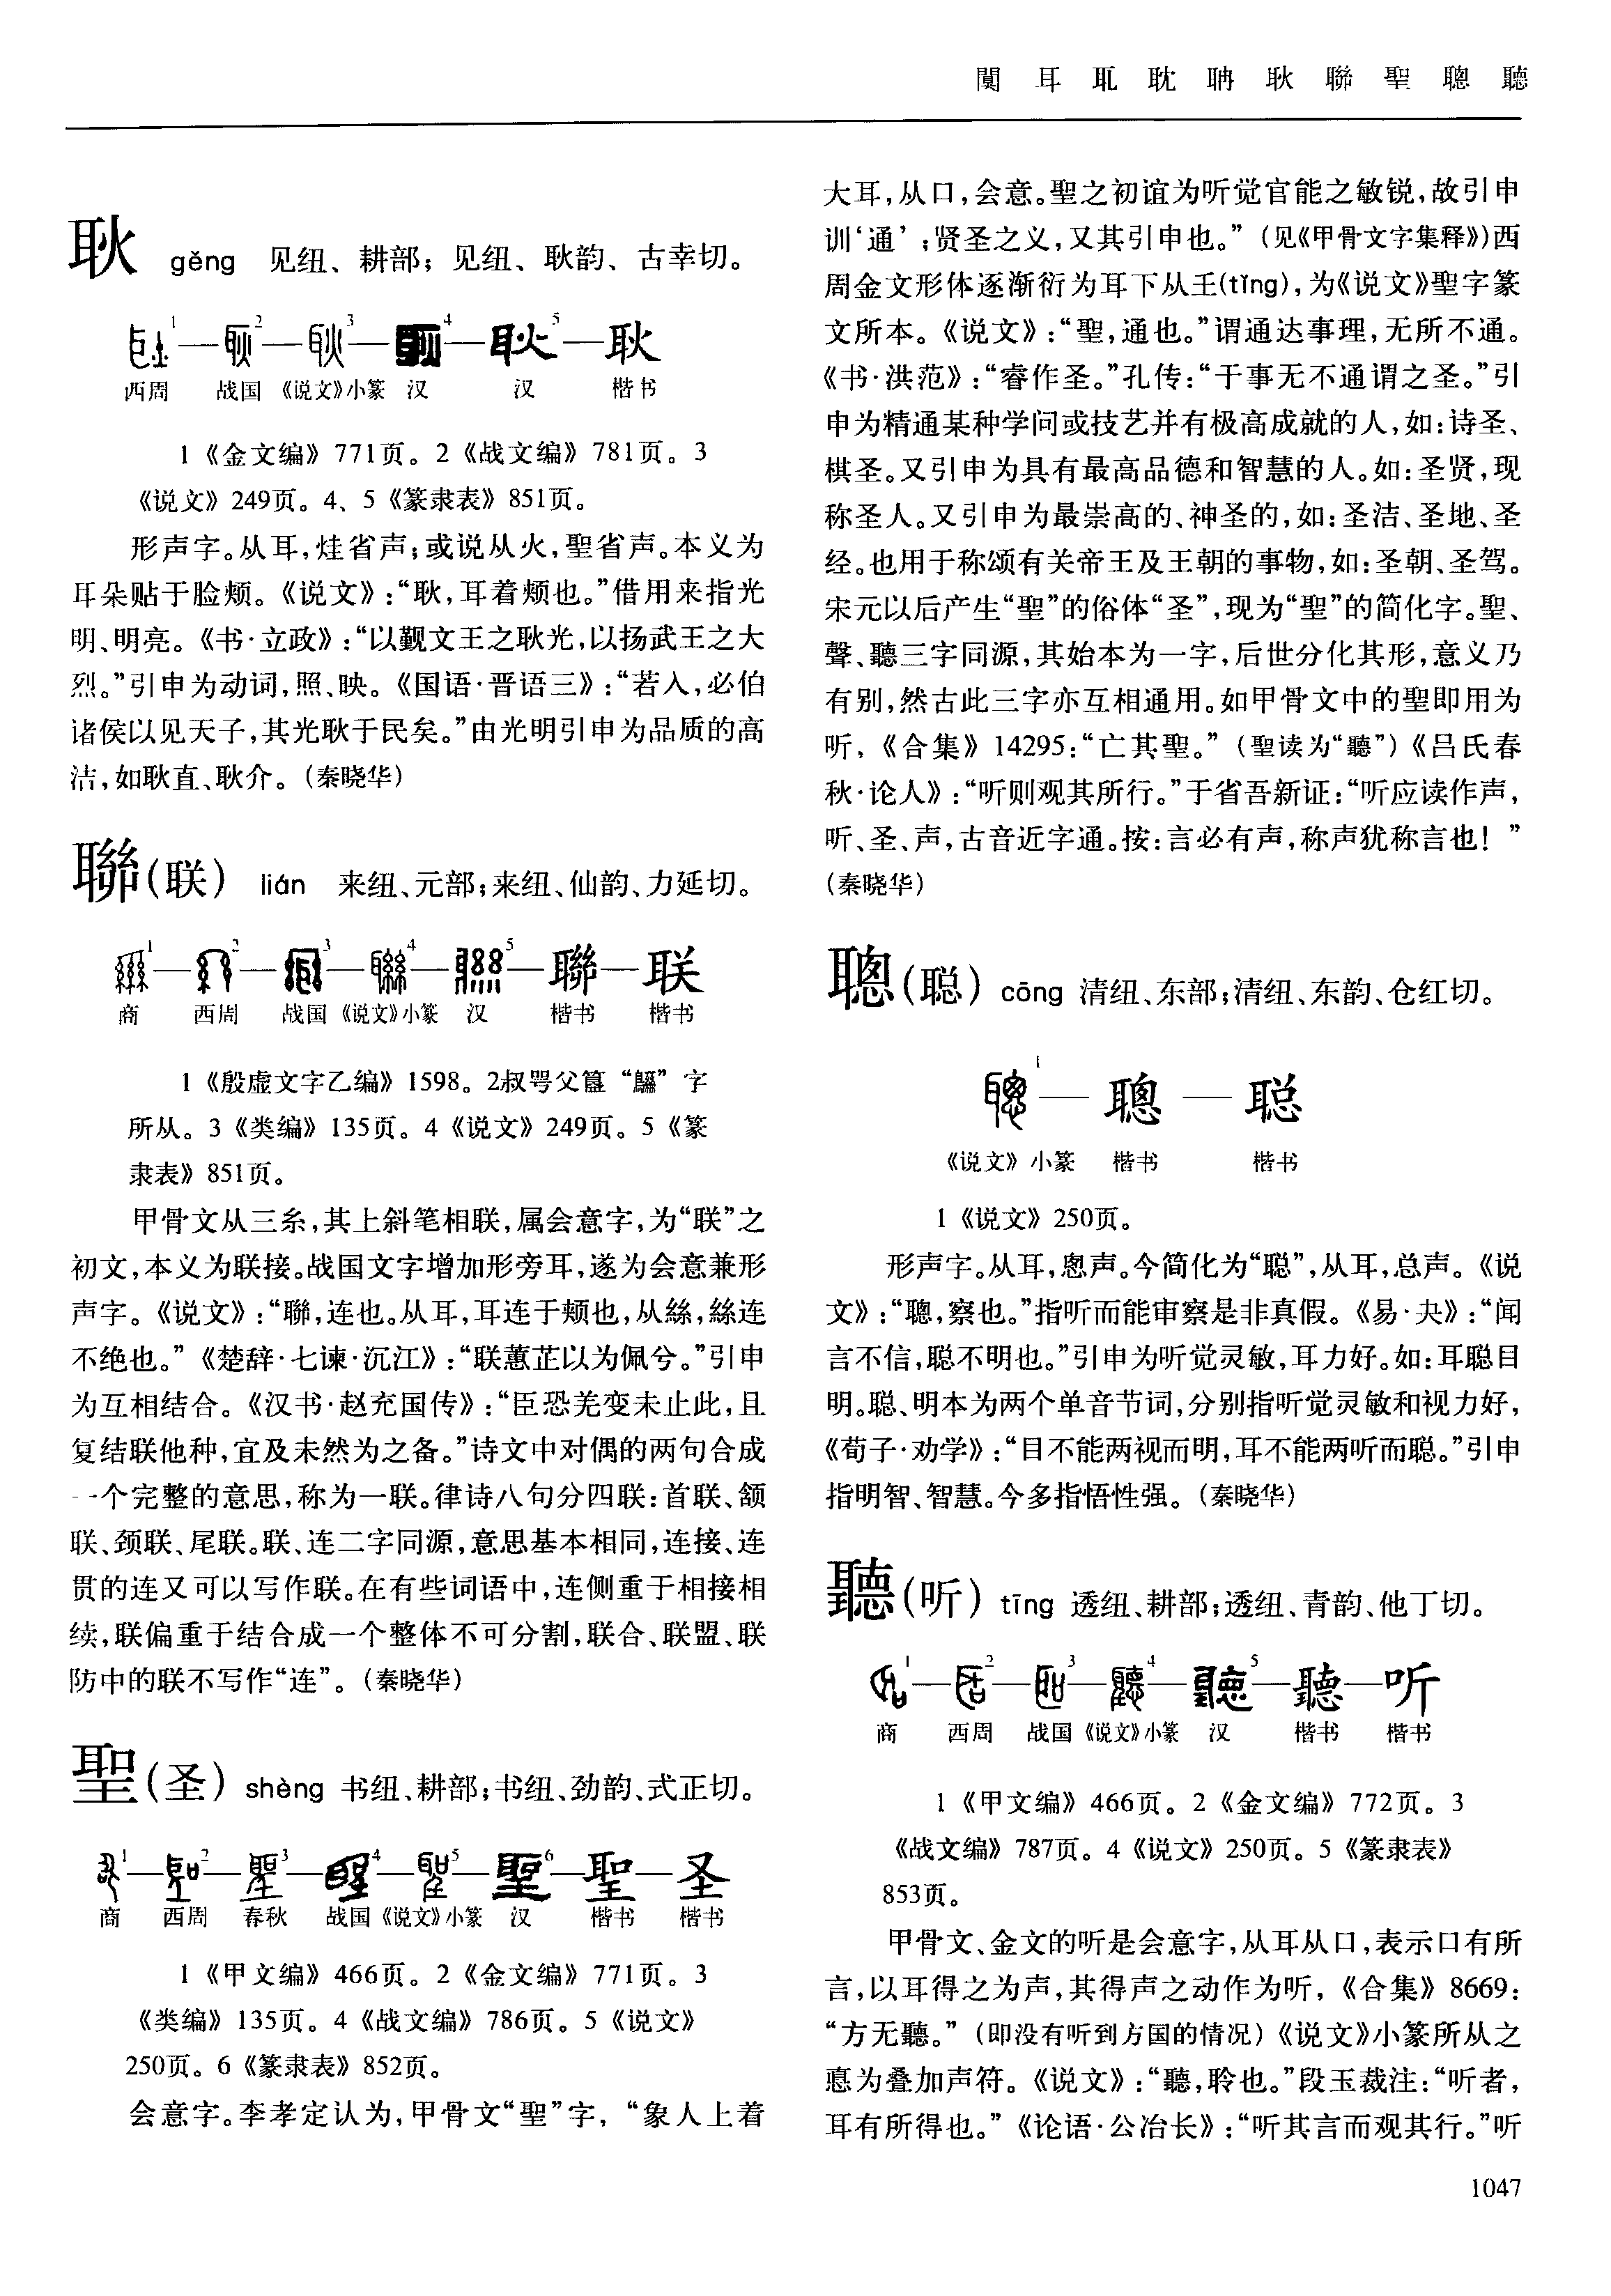 闃 耳 耴 耽 聃 耿 聯 聖 聰 聽
耿 gěng 见纽、耕部；见纽、耿韵、古幸切。
1 2 3 4 5 耿
西周 战国 《说文》小篆 汉 汉 楷书
1《金文编》771页。2《战文编》781页。3
《说文》249页。4、5《篆隶表》851页。
形声字。从耳，烓省声；或说从火，聖省声。本义为
耳朵贴于脸颊。《说文》：“耿，耳着颊也。”借用来指光
明、明亮。《书·立政》：“以觐文王之耿光，以扬武王之大
烈。”引申为动词，照、映。《国语·晋语三》：“若入，必伯
诸侯以见天子，其光耿于民矣。”由光明引申为品质的高
洁，如耿直、耿介。（秦晓华）
聯（联） lián 来纽、元部；来纽、仙韵、力延切。
1 2 3 4 5 聯 联
商 西周 战国 《说文》小篆 汉 楷书 楷书
1《殷虚文字乙编》1598。2叔咢父簋“”字
所从。3《类编》135页。4《说文》249页。5《篆
隶表》851页。
甲骨文从三糸，其上斜笔相联，属会意字，为“联”之
初文，本义为联接。战国文字增加形旁耳，遂为会意兼形
声字。《说文》：“聯，连也。从耳，耳连于颊也，从絲，絲连
不绝也。”《楚辞·七谏·沉江》：“联蕙芷以为佩兮。”引申
为互相结合。《汉书·赵充国传》：“臣恐羌变未止此，且
复结联他种，宜及未然为之备。”诗文中对偶的两句合成
一个完整的意思，称为一联。律诗八句分四联：首联、颔
联、颈联、尾联。联、连二字同源，意思基本相同，连接、连
贯的连又可以写作联。在有些词语中，连侧重于相接相
续，联偏重于结合成一个整体不可分割，联合、联盟、联
防中的联不写作“连”。（秦晓华）
聖（圣） shèng 书纽、耕部；书纽、劲韵、式正切。
1 2 3 4 5 6 聖 圣
商 西周 春秋 战国 《说文》小篆 汉 楷书 楷书
1《甲文编》466页。2《金文编》771页。3
《类编》135页。4《战文编》786页。5《说文》
250页。6《篆隶表》852页。
会意字。李孝定认为，甲骨文“聖”字，“象人上着
大耳，从口，会意。聖之初谊为听觉官能之敏锐，故引申
训‘通’；贤圣之义，又其引申也。”（见《甲骨文字集释》）西
周金文形体逐渐衍为耳下从𡈼(tǐng)，为《说文》聖字篆
文所本。《说文》：“聖，通也。”谓通达事理，无所不通。
《书·洪范》：“睿作圣。”孔传：“于事无不通谓之圣。”引
申为精通某种学问或技艺并有极高成就的人，如：诗圣、
棋圣。又引申为具有最高品德和智慧的人。如：圣贤，现
称圣人。又引申为最崇高的、神圣的，如：圣洁、圣地、圣
经。也用于称颂有关帝王及王朝的事物，如：圣朝、圣驾。
宋元以后产生“聖”的俗体“圣”，现为“聖”的简化字。聖、
聲、聽三字同源，其始本为一字，后世分化其形，意义乃
有别，然古此三字亦互相通用。如甲骨文中的聖即用为
听，《合集》14295：“亡其聖。”（聖读为“聽”）《吕氏春
秋·论人》：“听则观其所行。”于省吾新证：“听应读作声，
听、圣、声，古音近字通。按：言必有声，称声犹称言也！”
（秦晓华）
聰（聪） cōng 清纽、东部；清纽、东韵、仓红切。
1 聰 聪
《说文》小篆 楷书 楷书
1《说文》250页。
形声字。从耳，悤声。今简化为“聪”，从耳，总声。《说
文》：“聰，察也。”指听而能审察是非真假。《易·夬》：“闻
言不信，聪不明也。”引申为听觉灵敏，耳力好。如：耳聪目
明。聪、明本为两个单音节词，分别指听觉灵敏和视力好，
《荀子·劝学》：“目不能两视而明，耳不能两听而聪。”引申
指明智、智慧。今多指悟性强。（秦晓华）
聽（听） tīng 透纽、耕部；透纽、青韵、他丁切。
1 2 3 4 5 聽 听
商 西周 战国 《说文》小篆 汉 楷书 楷书
1《甲文编》466页。2《金文编》772页。3
《战文编》787页。4《说文》250页。5《篆隶表》
853页。
甲骨文、金文的听是会意字，从耳从口，表示口有所
言，以耳得之为声，其得声之动作为听，《合集》8669：
“方无聽。”（即没有听到方国的情况）《说文》小篆所从之
悳为叠加声符。《说文》：“聽，聆也。”段玉裁注：“听者，
耳有所得也。”《论语·公冶长》：“听其言而观其行。”听
1047